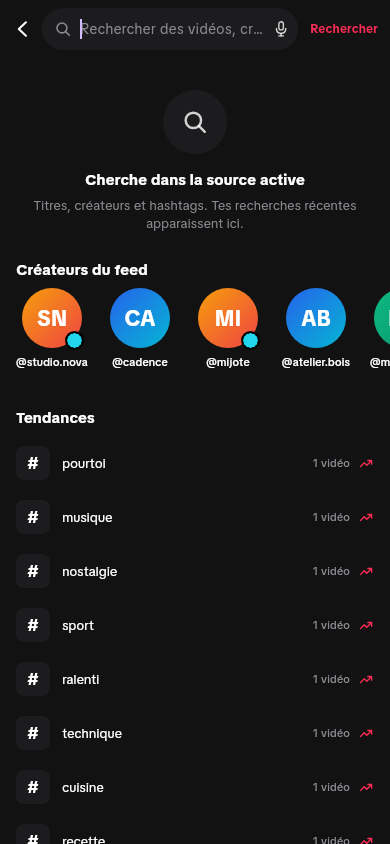 Rechercher des vidéos, cr...
Rechercher
Cherche dans la source active
Titres, créateurs et hashtags. Tes recherches récentes
apparaissent ici.
Créateurs du feed
SN
CA
MI
AB
@studio.nova
@cadence
@mijote
@atelier.bois
@m
Tendances
# pourtoi 1 vidéo
# musique 1 vidéo
# nostalgie 1 vidéo
# sport 1 vidéo
# ralenti 1 vidéo
# technique 1 vidéo
# cuisine 1 vidéo
# recette 1 vidéo